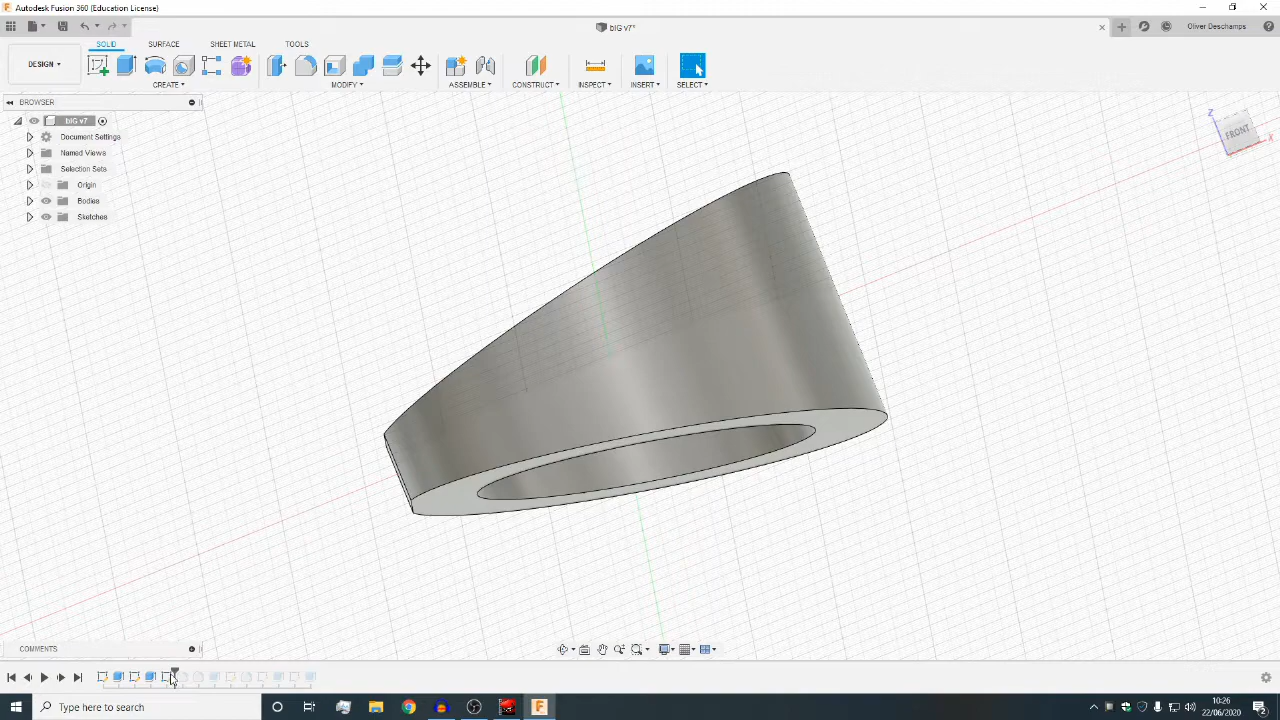 Autodesk Fusion 360 (Education License)
bIG v7*
Oliver Deschamps
DESIGN
SOLID SURFACE SHEET METAL TOOLS
CREATE MODIFY ASSEMBLE CONSTRUCT INSPECT INSERT SELECT
BROWSER
bIG v7
Document Settings
Named Views
Selection Sets
Origin
Bodies
Sketches
Z
FRONT
X
COMMENTS
Type here to search
10:26
22/06/2020
2